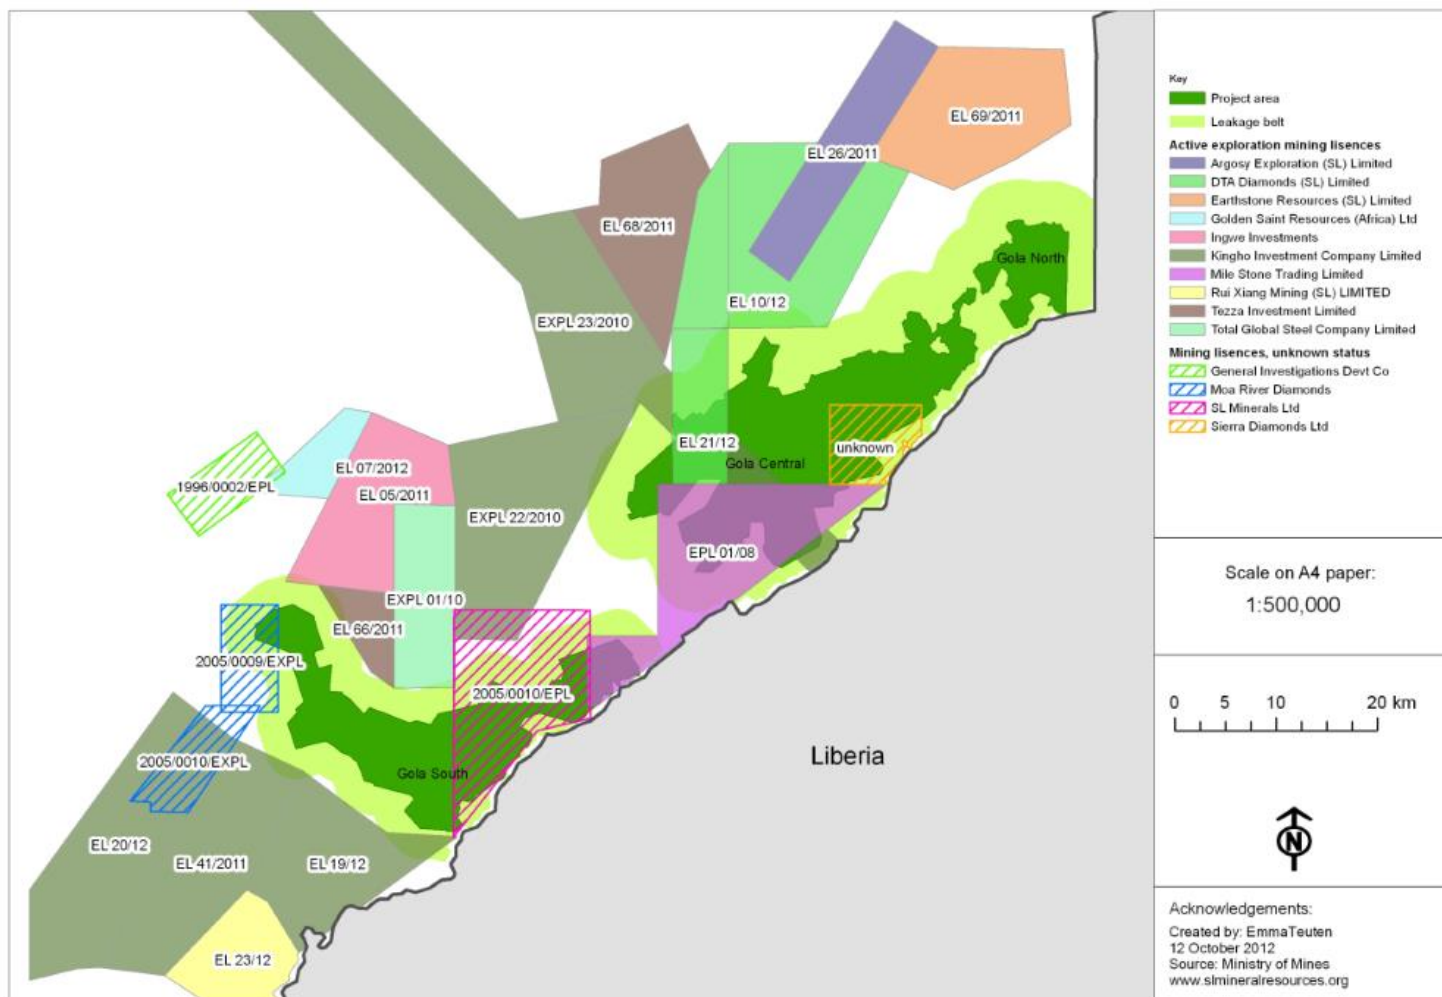 EL 69/2011
EL 26/2011
EL 68/2011
Gola North
EL 10/12
EXPL 23/2010
EL 21/12
unknown
Gola Central
EL 07/2012
1996/0002/EPL
EL 05/2011
EXPL 22/2010
EPL 01/08
EXPL 01/10
EL 66/2011
2005/0009/EXPL
2005/0010/EPL
2005/0010/EXPL
Gola South
Liberia
EL 20/12
EL 41/2011
EL 19/12
EL 23/12
Key
Project area
Leakage belt
Active exploration mining lisences
Argosy Exploration (SL) Limited
DTA Diamonds (SL) Limited
Earthstone Resources (SL) Limited
Golden Saint Resources (Africa) Ltd
Ingwe Investments
Kingho Investment Company Limited
Mile Stone Trading Limited
Rui Xiang Mining (SL) LIMITED
Tezza Investment Limited
Total Global Steel Company Limited
Mining lisences, unknown status
General Investigations Devt Co
Moa River Diamonds
SL Minerals Ltd
Sierra Diamonds Ltd
Scale on A4 paper:
1:500,000
0 5 10 20 km
N
Acknowledgements:
Created by: EmmaTeuten
12 October 2012
Source: Ministry of Mines
www.slmineralresources.org